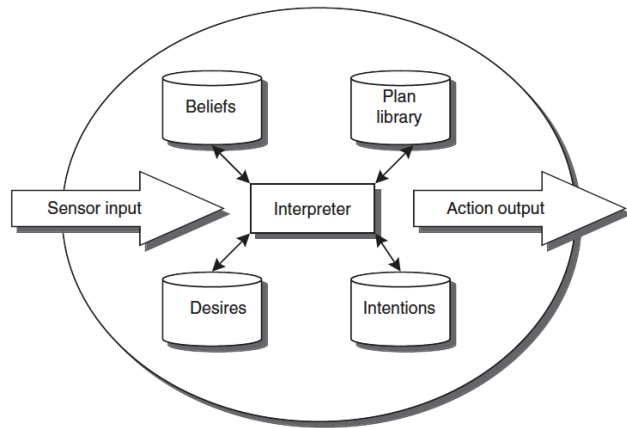 Beliefs
Plan
library
Sensor input
Interpreter
Action output
Desires
Intentions